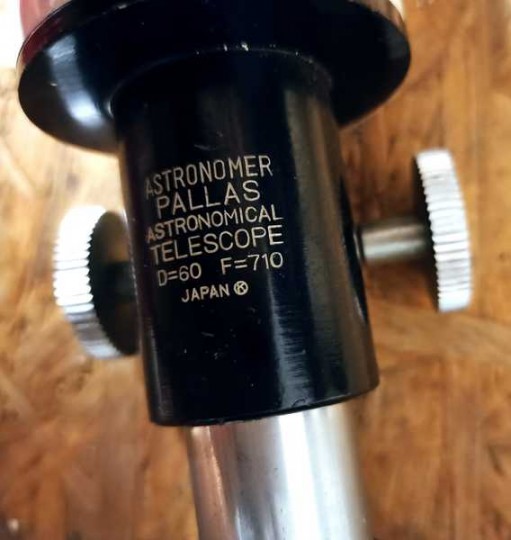 ASTRONOMER
PALLAS
ASTRONOMICAL
TELESCOPE
D=60 F=710
JAPAN Ⓚ